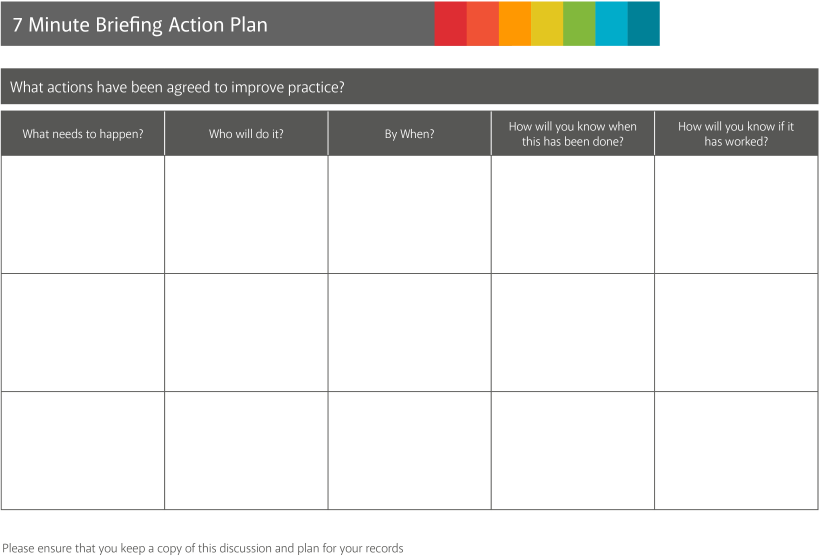 7 Minute Briefing Action Plan
What actions have been agreed to improve practice?
What needs to happen?
Who will do it?
By When?
How will you know when
this has been done?
How will you know if it
has worked?
Please ensure that you keep a copy of this discussion and plan for your records